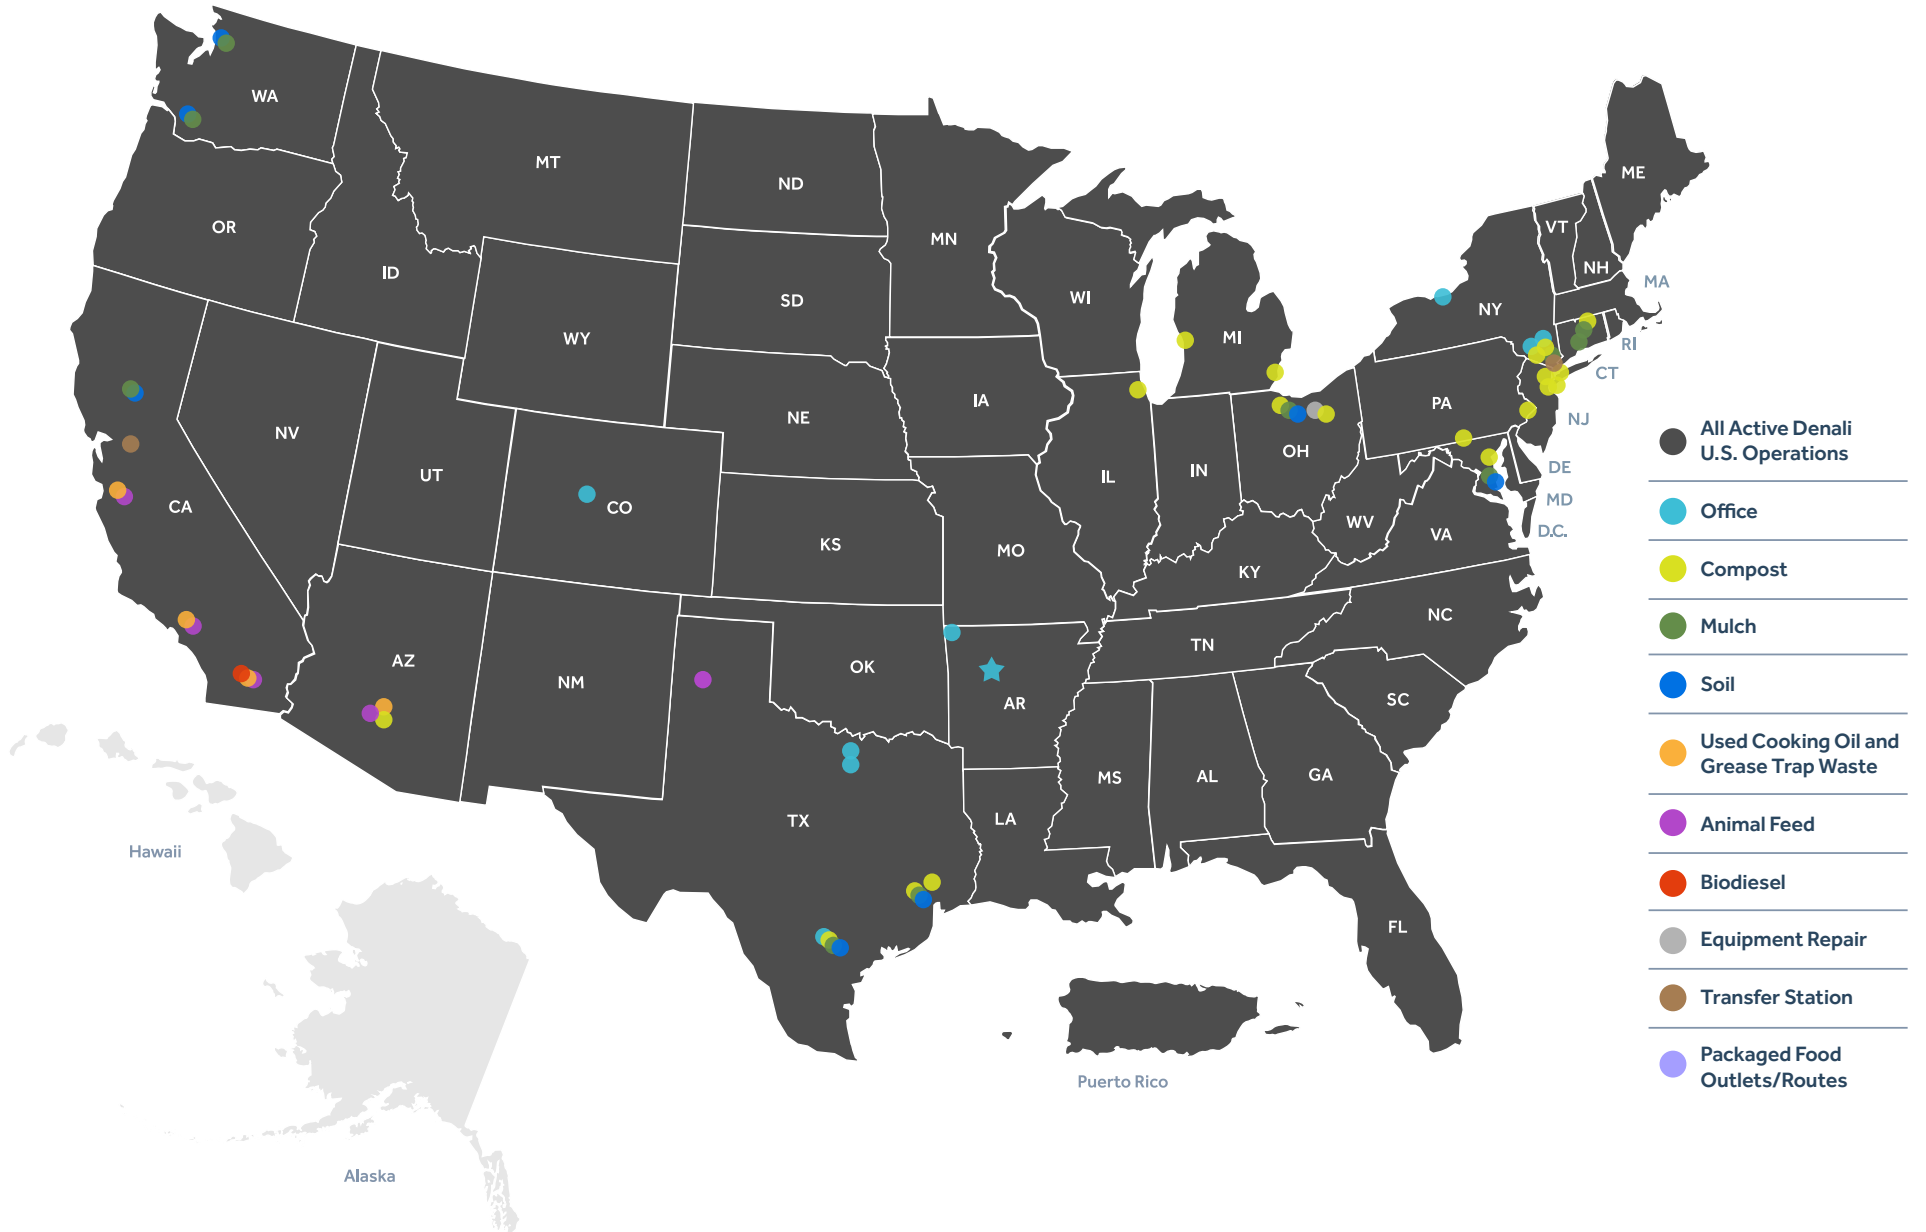 WA
MT
ND
MN
OR
ID
SD
WI
MI
NY
VT
NH
ME
MA
RI
CT
WY
NE
IA
PA
NJ
NV
UT
CO
KS
MO
IL
IN
OH
WV
VA
DE
MD
D.C.
CA
AZ
NM
OK
AR
KY
TN
NC
SC
TX
LA
MS
AL
GA
FL
Hawaii
Alaska
Puerto Rico
All Active Denali
U.S. Operations
Office
Compost
Mulch
Soil
Used Cooking Oil and
Grease Trap Waste
Animal Feed
Biodiesel
Equipment Repair
Transfer Station
Packaged Food
Outlets/Routes